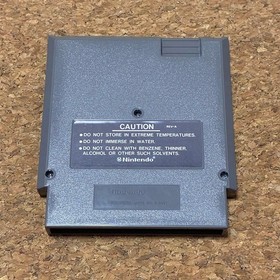 CAUTION
• DO NOT STORE IN EXTREME TEMPERATURES.
• DO NOT IMMERSE IN WATER.
• DO NOT CLEAN WITH BENZENE, THINNER,
ALCOHOL OR OTHER SUCH SOLVENTS.
Nintendo